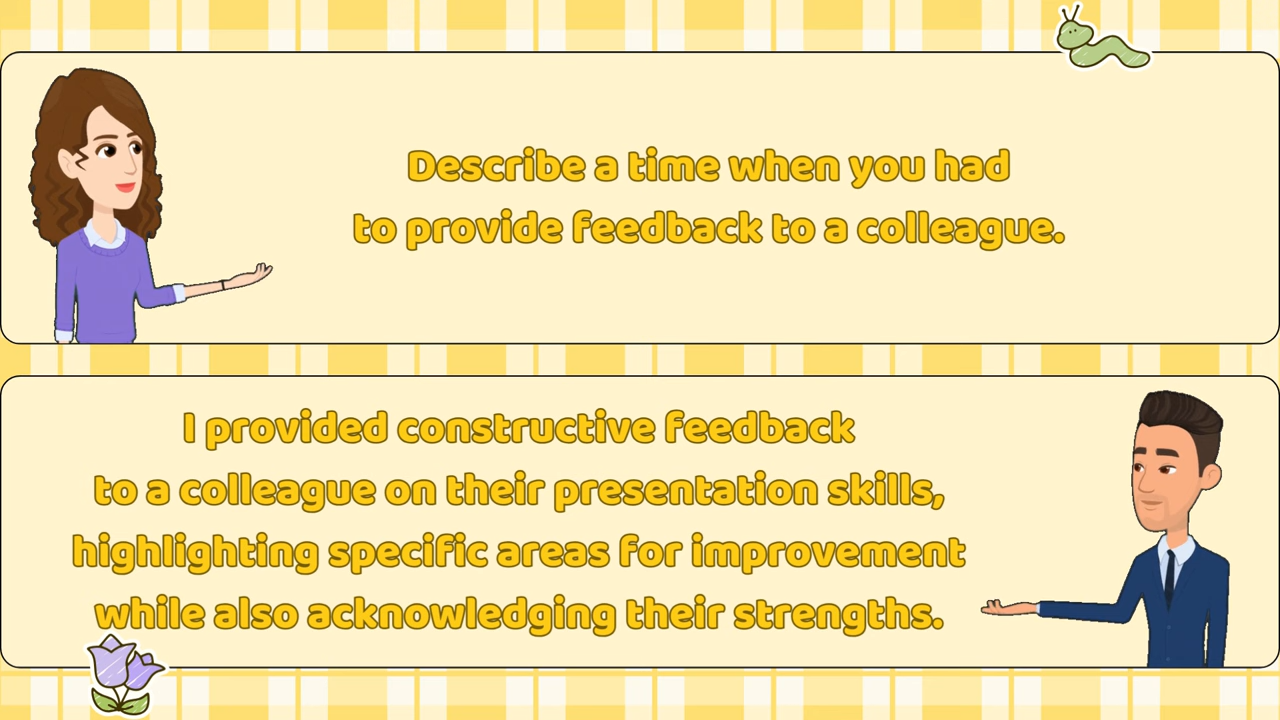 Describe a time when you had
to provide feedback to a colleague.
I provided constructive feedback
to a colleague on their presentation skills,
highlighting specific areas for improvement
while also acknowledging their strengths.